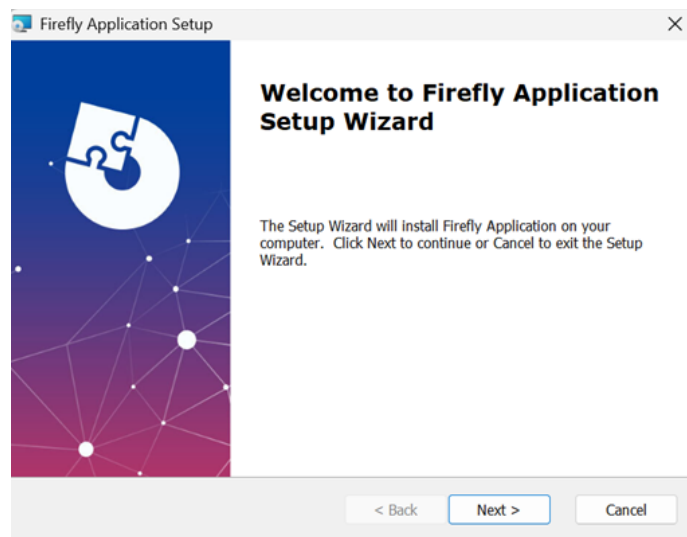 Firefly Application Setup
Welcome to Firefly Application
Setup Wizard
The Setup Wizard will install Firefly Application on your
computer.  Click Next to continue or Cancel to exit the Setup
Wizard.
< Back
Next >
Cancel